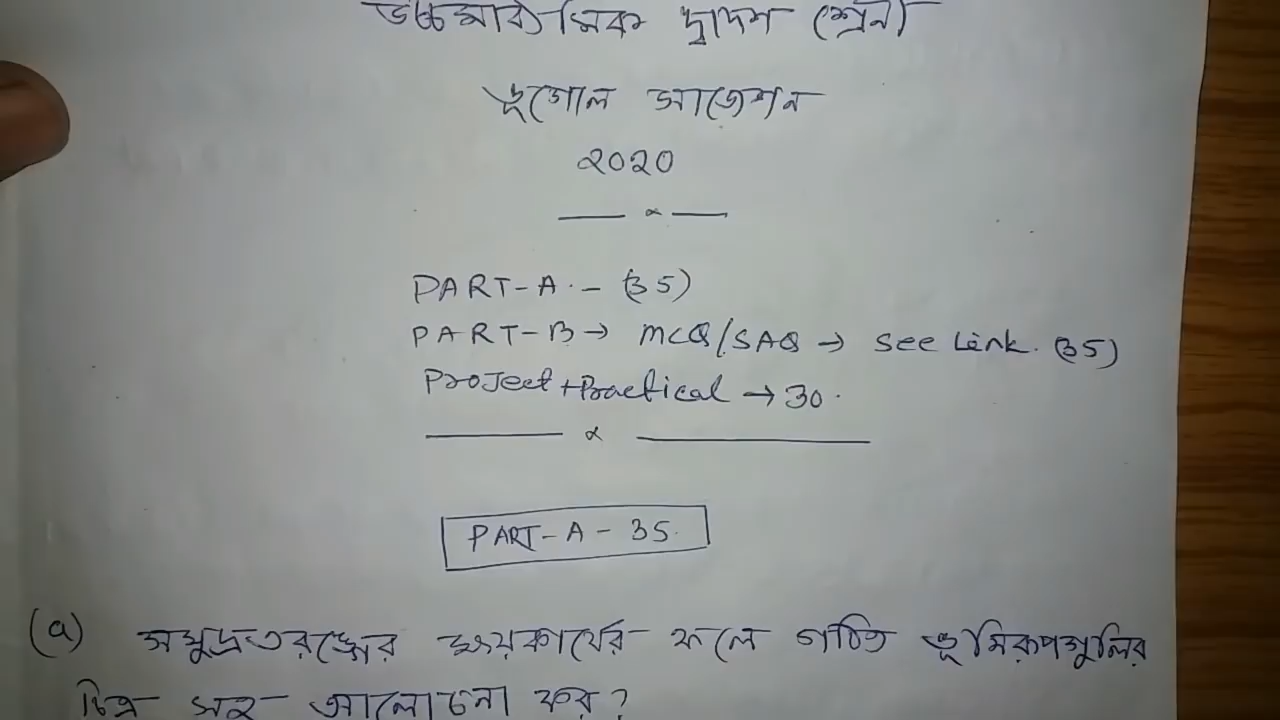 উচ্চমাধ্যমিক দ্বাদশ শ্রেনী
ভূগোল সাজেশন
২০২০
PART-A. - (35)
PART-B → MCQ/SAQ → see Link. (35)
Project+Practical → 30.
PART-A - 35.
(a) সমুদ্রতরঙ্গের ক্ষয়কার্যের ফলে গঠিত ভূমিরূপগুলির
চিত্র সহ আলোচনা কর?